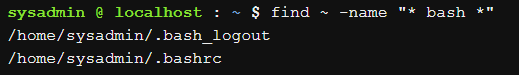 sysadmin @ localhost : ~ $ find ~ -name "* bash *"
/home/sysadmin/.bash_logout
/home/sysadmin/.bashrc